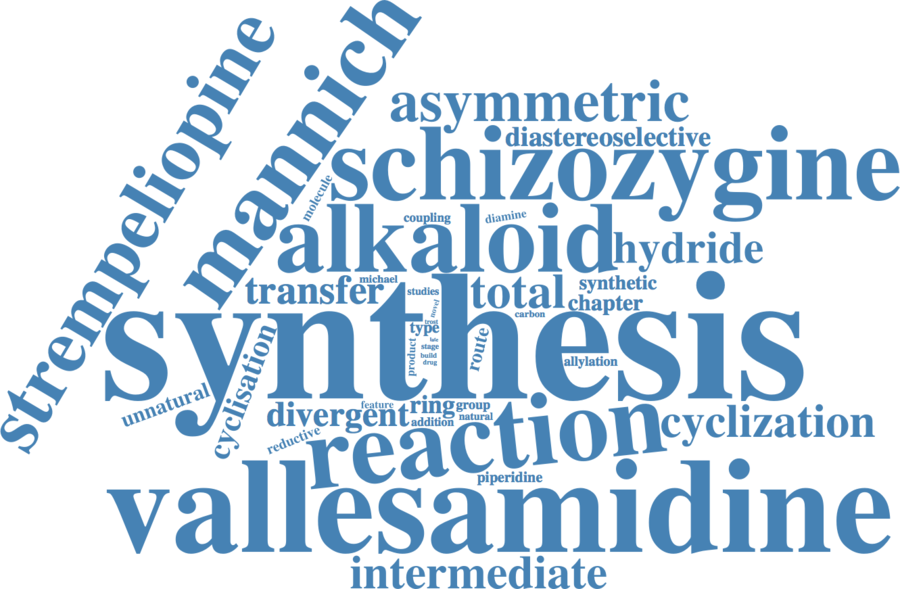 strempeliopine
mannich
asymmetric
diastereoselective
schizozygine
molecule
coupling
diamine
alkaloid
hydride
michael
transfer
studies
total
synthetic
chapter
novel
carbon
synthesis
trost
type
late
stage
build
drug
product
route
allylation
unnatural
cyclisation
feature
divergent
ring
group
addition
natural
reductive
reaction
cyclization
piperidine
vallesamidine
intermediate